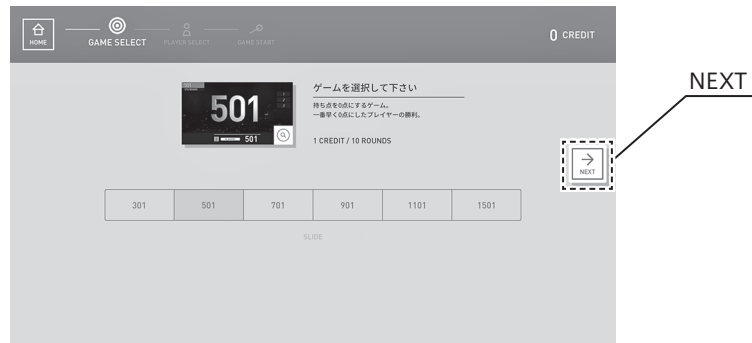 HOME
GAME SELECT
PLAYER SELECT
GAME START
0 CREDIT
ゲームを選択して下さい
持ち点を0点にするゲーム。
一番早く0点にしたプレイヤーの勝利。
1 CREDIT / 10 ROUNDS
501
501
NEXT
NEXT
301
501
701
901
1101
1501
SLIDE